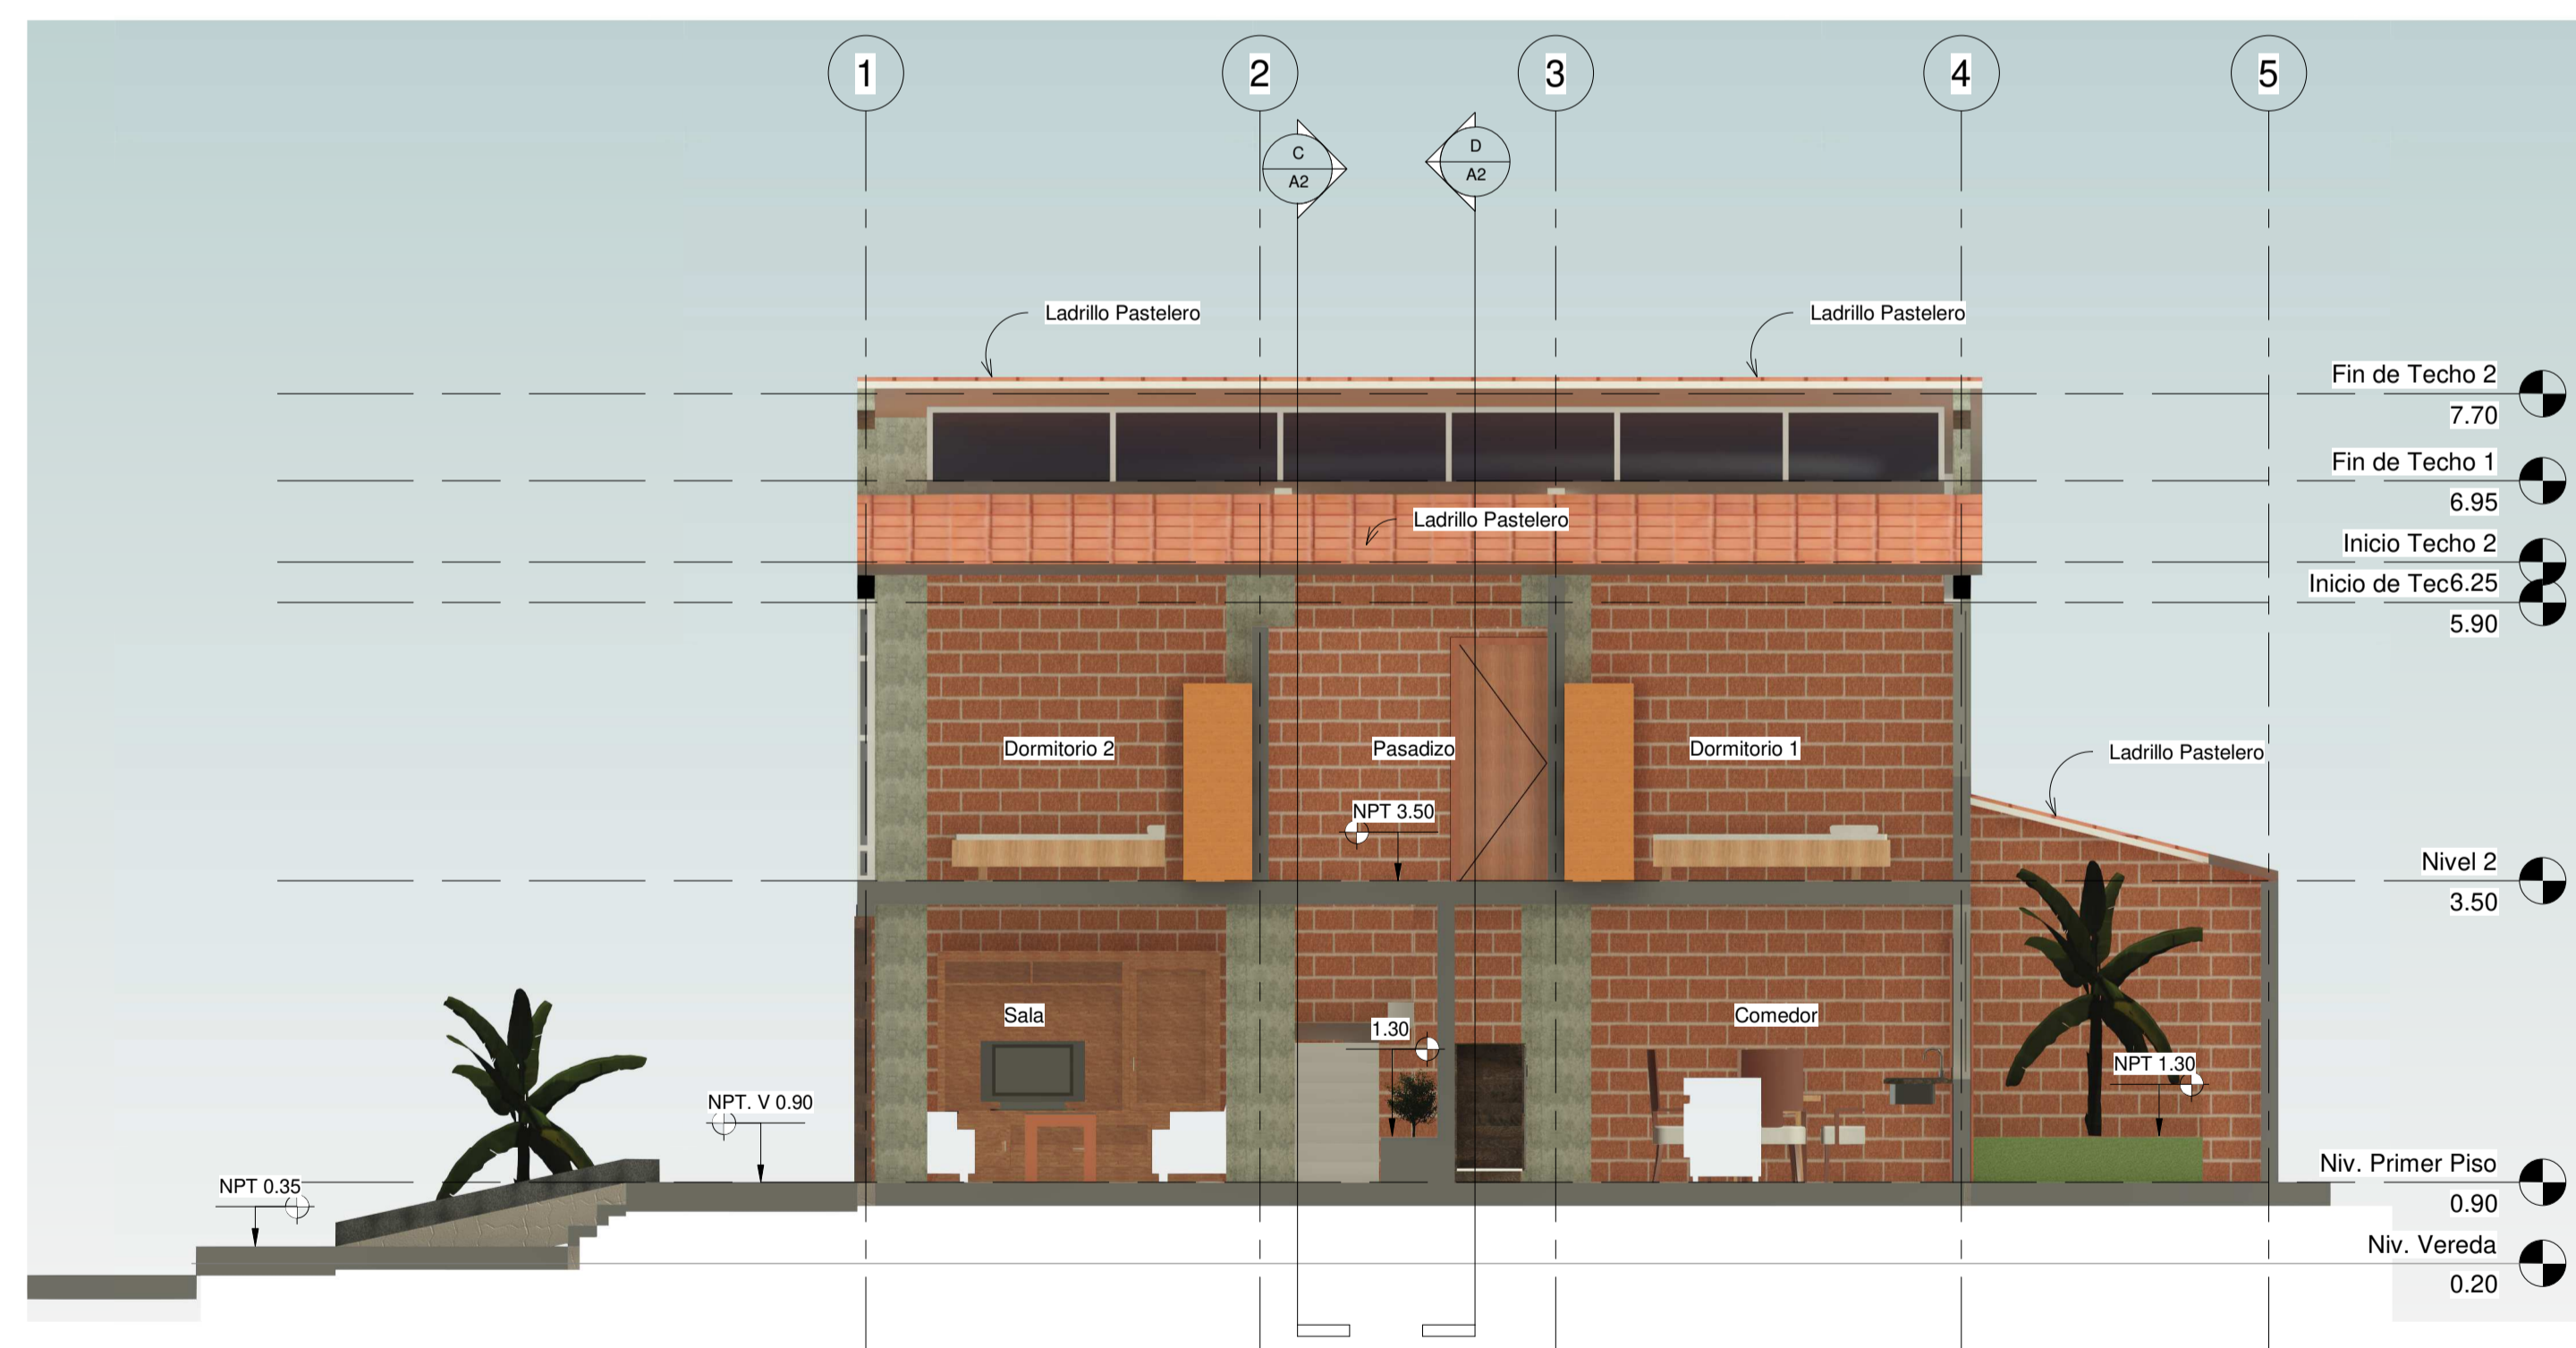 1
2
3
4
5
C
A2
D
A2
Ladrillo Pastelero
Ladrillo Pastelero
Fin de Techo 2
7.70
Fin de Techo 1
6.95
Ladrillo Pastelero
Inicio Techo 2
Inicio de Tec6.25
5.90
Dormitorio 2
Pasadizo
Dormitorio 1
Ladrillo Pastelero
NPT 3.50
Nivel 2
3.50
Sala
1.30
Comedor
NPT 1.30
NPT. V 0.90
NPT 0.35
Niv. Primer Piso
0.90
Niv. Vereda
0.20